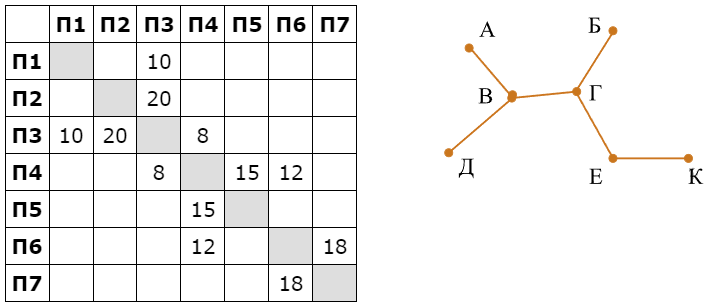 П1 П2 П3 П4 П5 П6 П7
П1 10
П2 20
П3 10 20 8
П4 8 15 12
П5 15
П6 12 18
П7 18
А Б
В Г
Д Е К